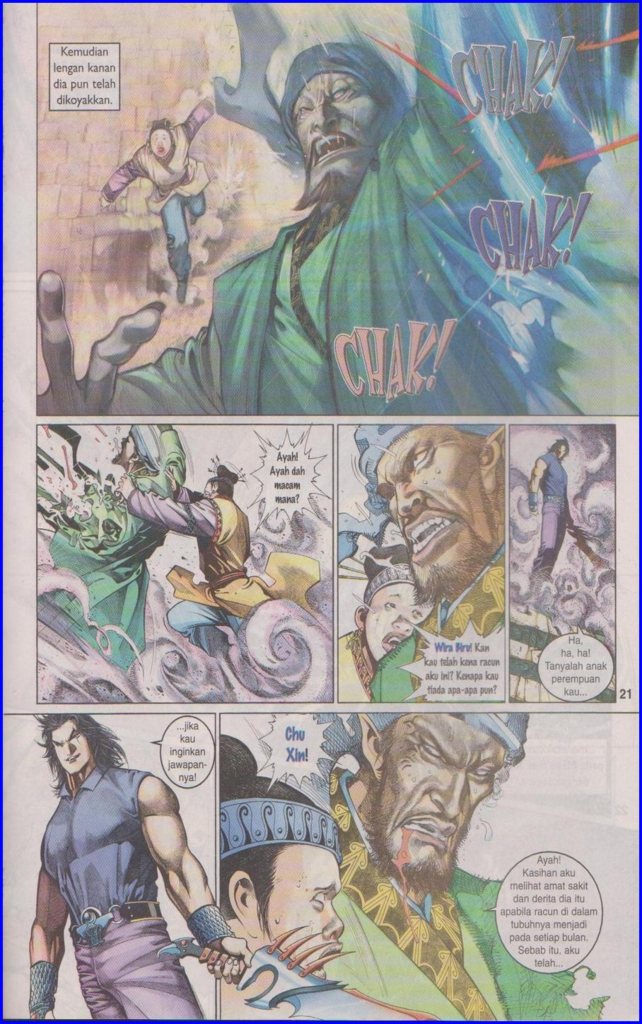 Kemudian
lengan kanan
dia pun telah
dikoyakkan.
CHAK!
CHAK!
CHAK!
Ayah!
Ayah dah
macam
mana?
Wira Biru! Kan
kau telah kena racun
aku ini? Kenapa kau
tiada apa-apa pun?
Ha,
ha, ha!
Tanyalah anak
perempuan
kau...
21
...jika
kau
inginkan
jawapan-
nya!
Chu
Xin!
Ayah!
Kasihan aku
melihat amat sakit
dan derita dia itu
apabila racun di dalam
tubuhnya menjadi
pada setiap bulan.
Sebab itu, aku
telah...